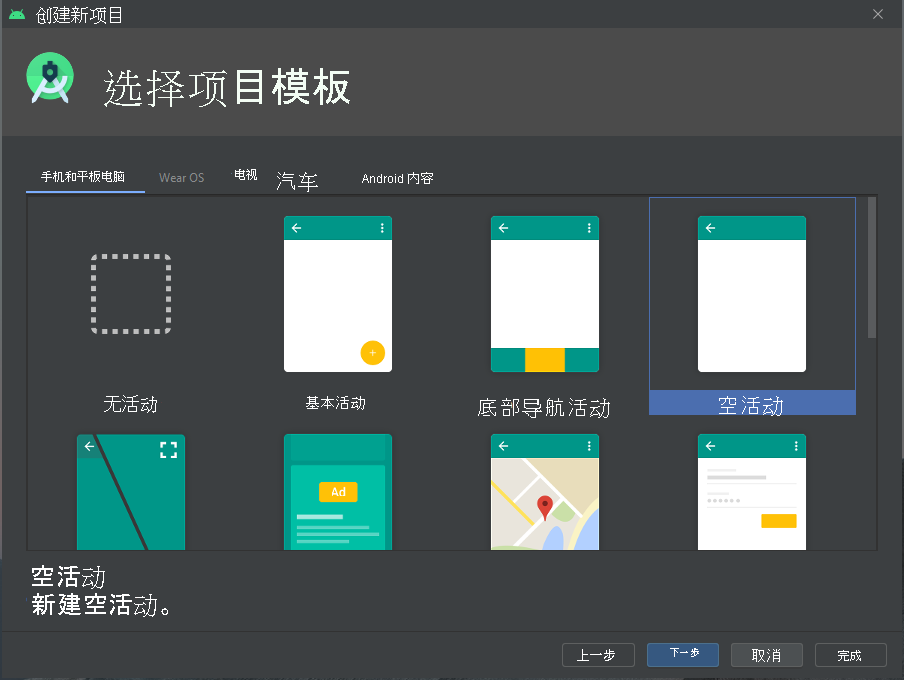 创建新项目
选择项目模板
手机和平板电脑 Wear OS 电视 汽车 Android 内容
无活动 基本活动 底部导航活动 空活动
Ad
空活动
新建空活动。
上一步 下一步 取消 完成